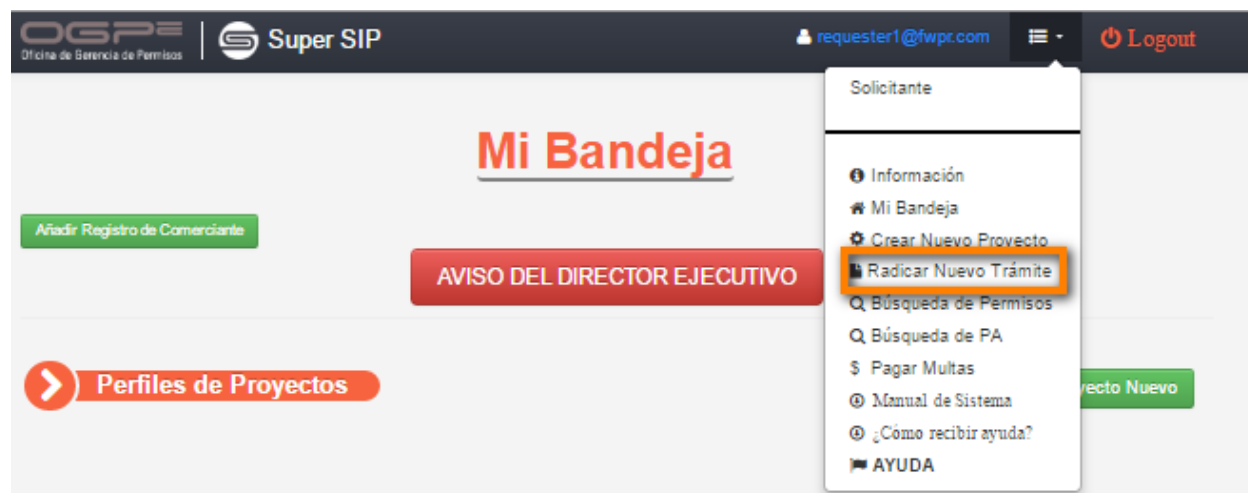 OGPE
Oficina de Gerencia de Permisos
Super SIP
requester1@fwpr.com
Logout
Solicitante
Mi Bandeja
Información
Mi Bandeja
Añadir Registro de Comerciante
Crear Nuevo Proyecto
AVISO DEL DIRECTOR EJECUTIVO
Radicar Nuevo Trámite
Búsqueda de Permisos
Búsqueda de PA
$ Pagar Multas
Perfiles de Proyectos
yecto Nuevo
Manual de Sistema
¿Cómo recibir ayuda?
AYUDA